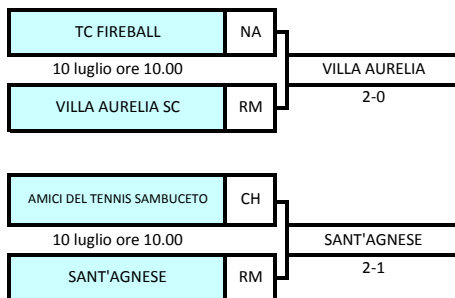 TC FIREBALL NA
10 luglio ore 10.00 VILLA AURELIA
VILLA AURELIA SC RM 2-0
AMICI DEL TENNIS SAMBUCETO CH
10 luglio ore 10.00 SANT'AGNESE
SANT'AGNESE RM 2-1